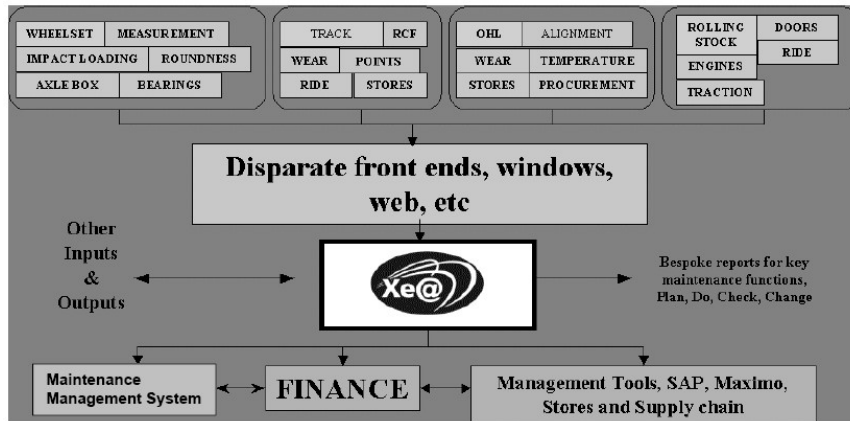 WHEELSET MEASUREMENT
IMPACT LOADING ROUNDNESS
AXLE BOX BEARINGS
TRACK RCF
WEAR POINTS
RIDE STORES
OHL ALIGNMENT
WEAR TEMPERATURE
STORES PROCUREMENT
ROLLING
STOCK
DOORS
RIDE
ENGINES
TRACTION
Disparate front ends, windows,
web, etc
Other
Inputs
&
Outputs
Xe@
Bespoke reports for key
maintenance functions,
Plan, Do, Check, Change
Maintenance
Management System
FINANCE
Management Tools, SAP, Maximo,
Stores and Supply chain